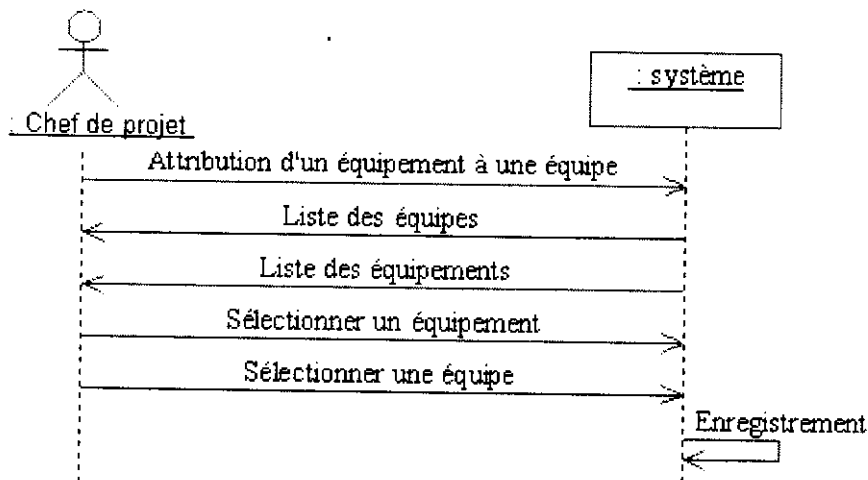 : système
: Chef de projet
Attribution d'un équipement à une équipe
Liste des équipes
Liste des équipements
Sélectionner un équipement
Sélectionner une équipe
Enregistrement